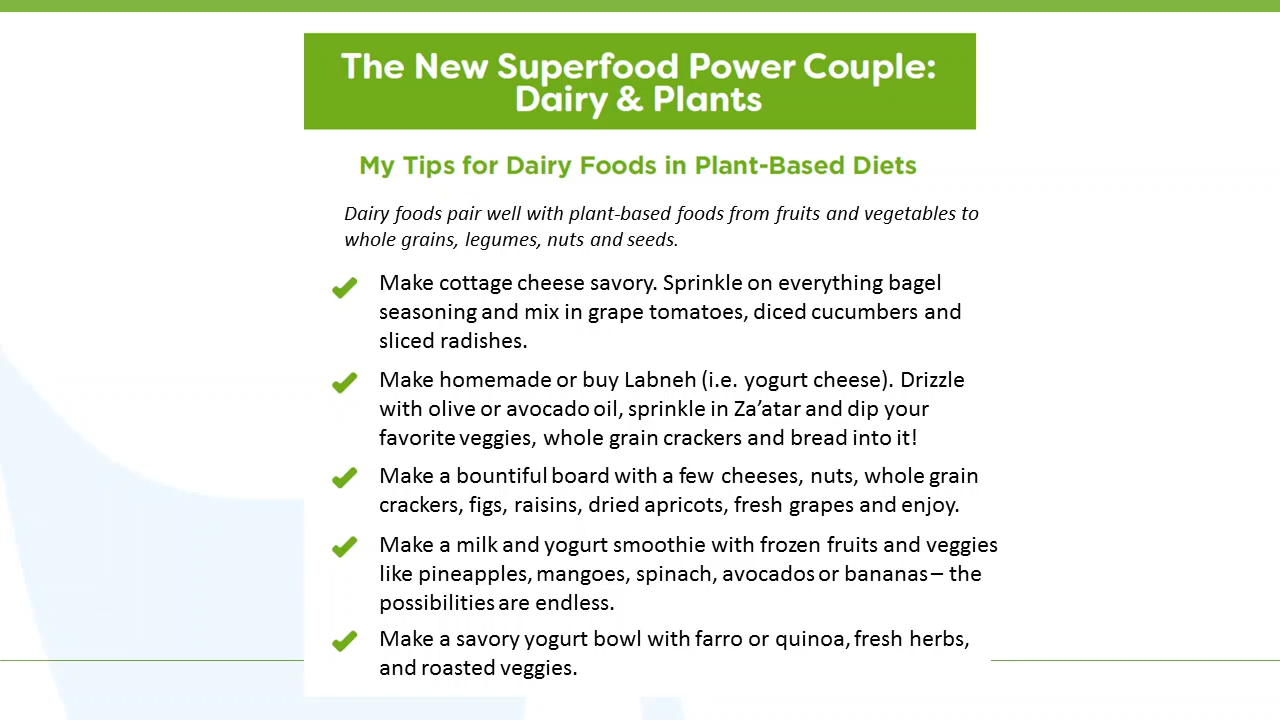 The New Superfood Power Couple:
Dairy & Plants
My Tips for Dairy Foods in Plant-Based Diets
Dairy foods pair well with plant-based foods from fruits and vegetables to
whole grains, legumes, nuts and seeds.
Make cottage cheese savory. Sprinkle on everything bagel
seasoning and mix in grape tomatoes, diced cucumbers and
sliced radishes.
Make homemade or buy Labneh (i.e. yogurt cheese). Drizzle
with olive or avocado oil, sprinkle in Za’atar and dip your
favorite veggies, whole grain crackers and bread into it!
Make a bountiful board with a few cheeses, nuts, whole grain
crackers, figs, raisins, dried apricots, fresh grapes and enjoy.
Make a milk and yogurt smoothie with frozen fruits and veggies
like pineapples, mangoes, spinach, avocados or bananas – the
possibilities are endless.
Make a savory yogurt bowl with farro or quinoa, fresh herbs,
and roasted veggies.